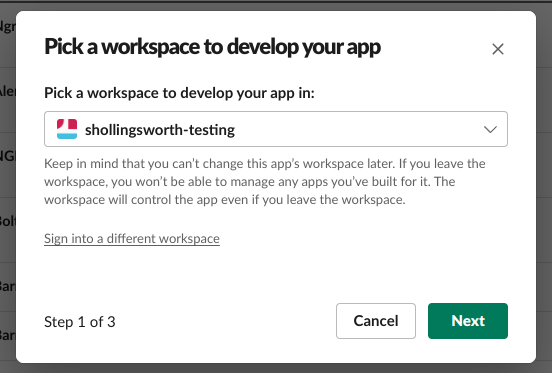 Pick a workspace to develop your app
Pick a workspace to develop your app in:
shollingsworth-testing
Keep in mind that you can't change this app's workspace later. If you leave the
workspace, you won't be able to manage any apps you've built for it. The
workspace will control the app even if you leave the workspace.
Sign into a different workspace
Step 1 of 3
Cancel
Next